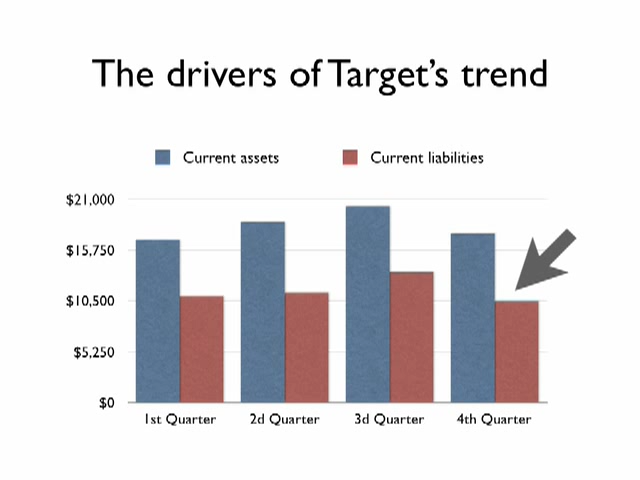 The drivers of Target's trend
Current assets
Current liabilities
$21,000
$15,750
$10,500
$5,250
$0
1st Quarter
2d Quarter
3d Quarter
4th Quarter